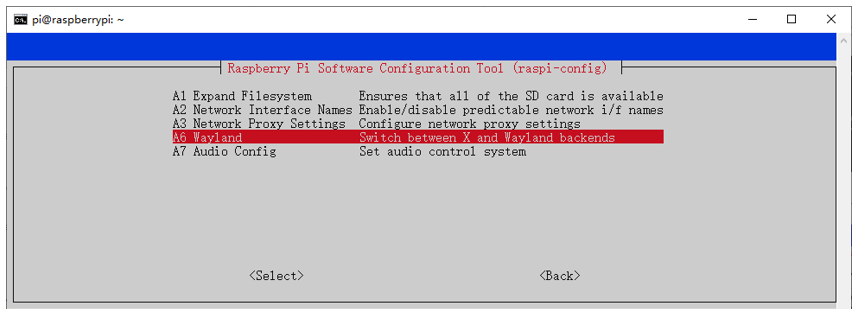 pi@raspberrypi: ~
Raspberry Pi Software Configuration Tool (raspi-config)
A1 Expand Filesystem Ensures that all of the SD card is available
A2 Network Interface Names Enable/disable predictable network i/f names
A3 Network Proxy Settings Configure network proxy settings
A6 Wayland Switch between X and Wayland backends
A7 Audio Config Set audio control system
<Select> <Back>